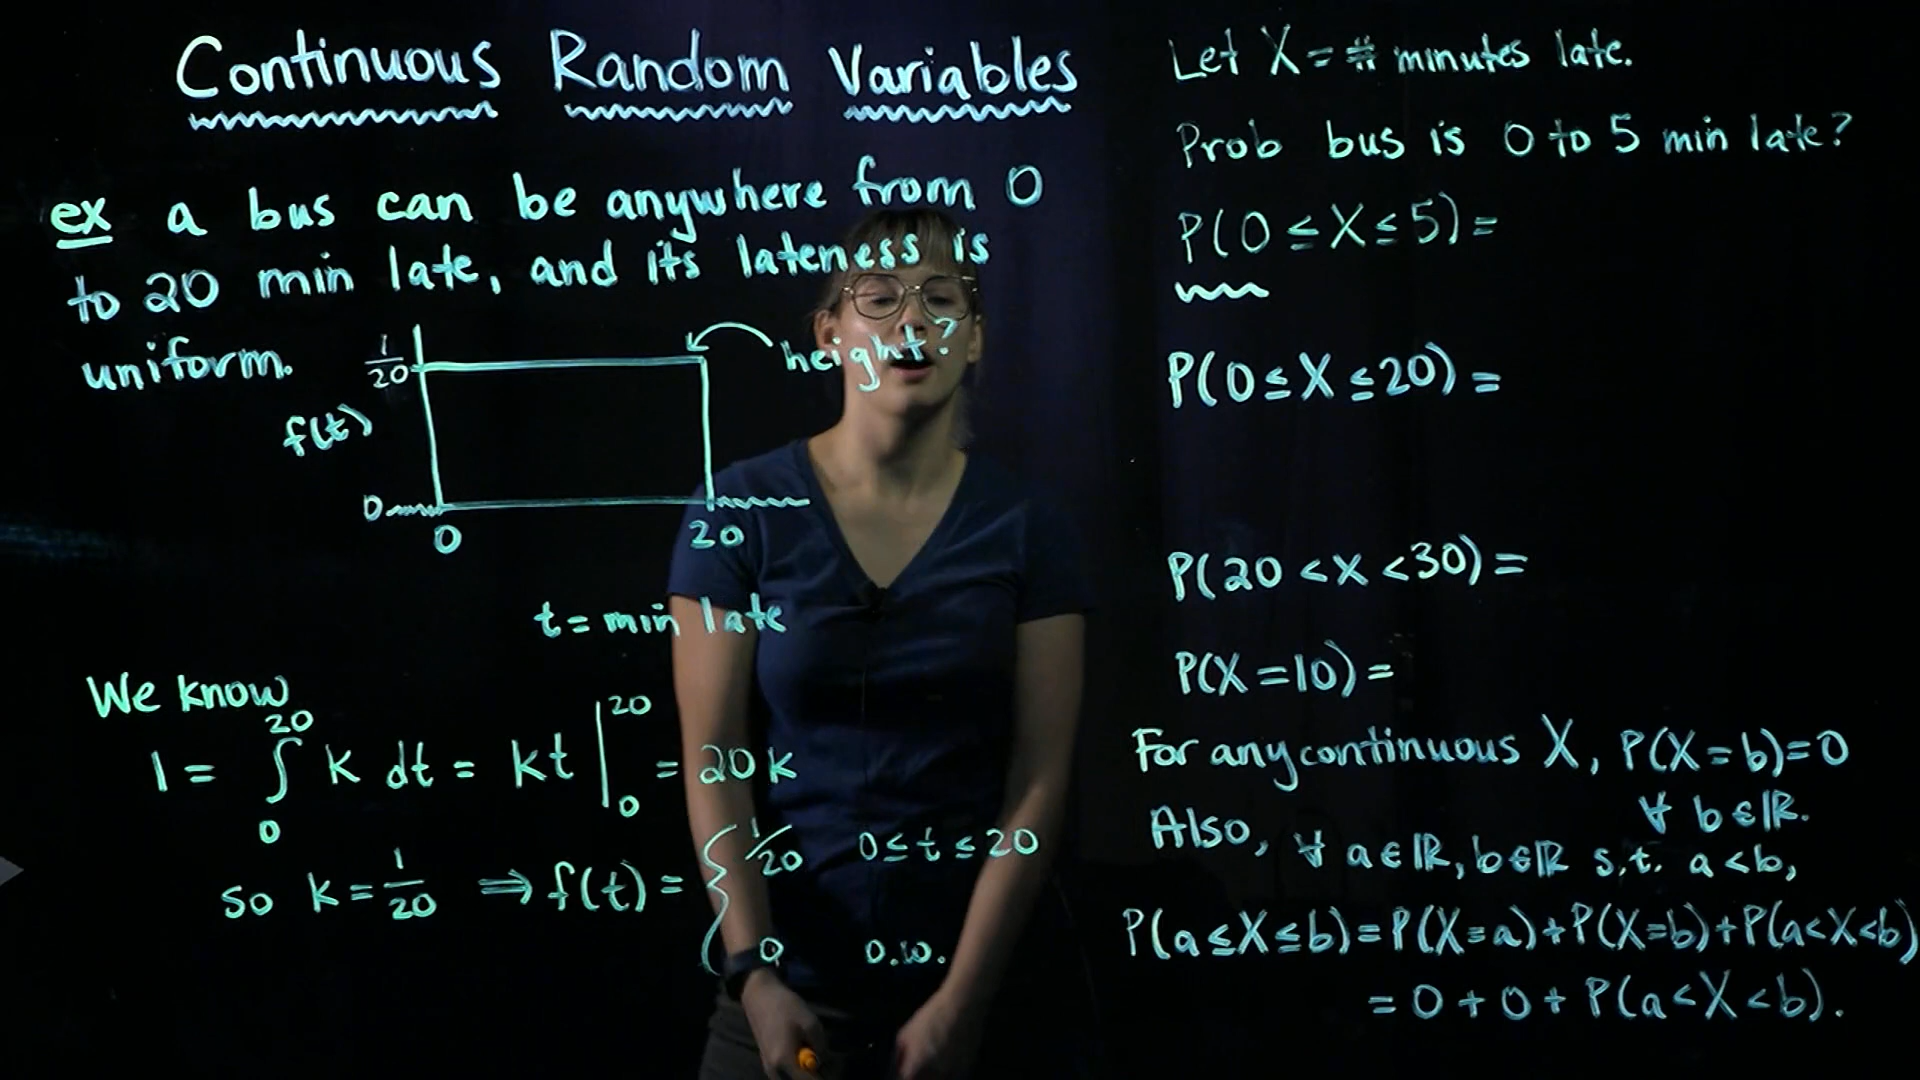 Continuous Random Variables
ex a bus can be anywhere from 0
to 20 min late, and its lateness is
uniform.
1/20
height?
f(t)
0
0 20
t = min late
We know
1 = ∫₀²⁰ k dt = kt |₀²⁰ = 20k
so k = 1/20 ⇒ f(t) = { 1/20 0 ≤ t ≤ 20
0 o.w.
Let X = # minutes late.
Prob bus is 0 to 5 min late?
P(0 ≤ X ≤ 5) =
P(0 ≤ X ≤ 20) =
P(20 < X < 30) =
P(X = 10) =
For any continuous X, P(X = b) = 0
∀ b ∈ ℝ.
Also, ∀ a ∈ ℝ, b ∈ ℝ s.t. a < b,
P(a ≤ X ≤ b) = P(X = a) + P(X = b) + P(a < X < b)
= 0 + 0 + P(a < X < b).